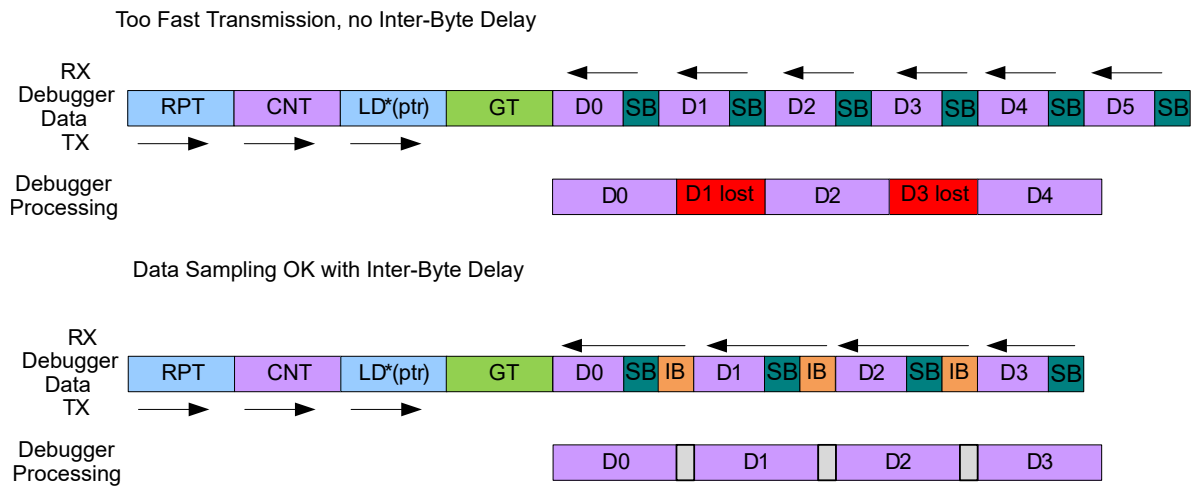 Too Fast Transmission, no Inter-Byte Delay
RX
Debugger
Data
TX
RPT CNT LD*(ptr) GT D0 SB D1 SB D2 SB D3 SB D4 SB D5 SB
Debugger
Processing
D0 D1 lost D2 D3 lost D4
Data Sampling OK with Inter-Byte Delay
RX
Debugger
Data
TX
RPT CNT LD*(ptr) GT D0 SB IB D1 SB IB D2 SB IB D3 SB
Debugger
Processing
D0 D1 D2 D3